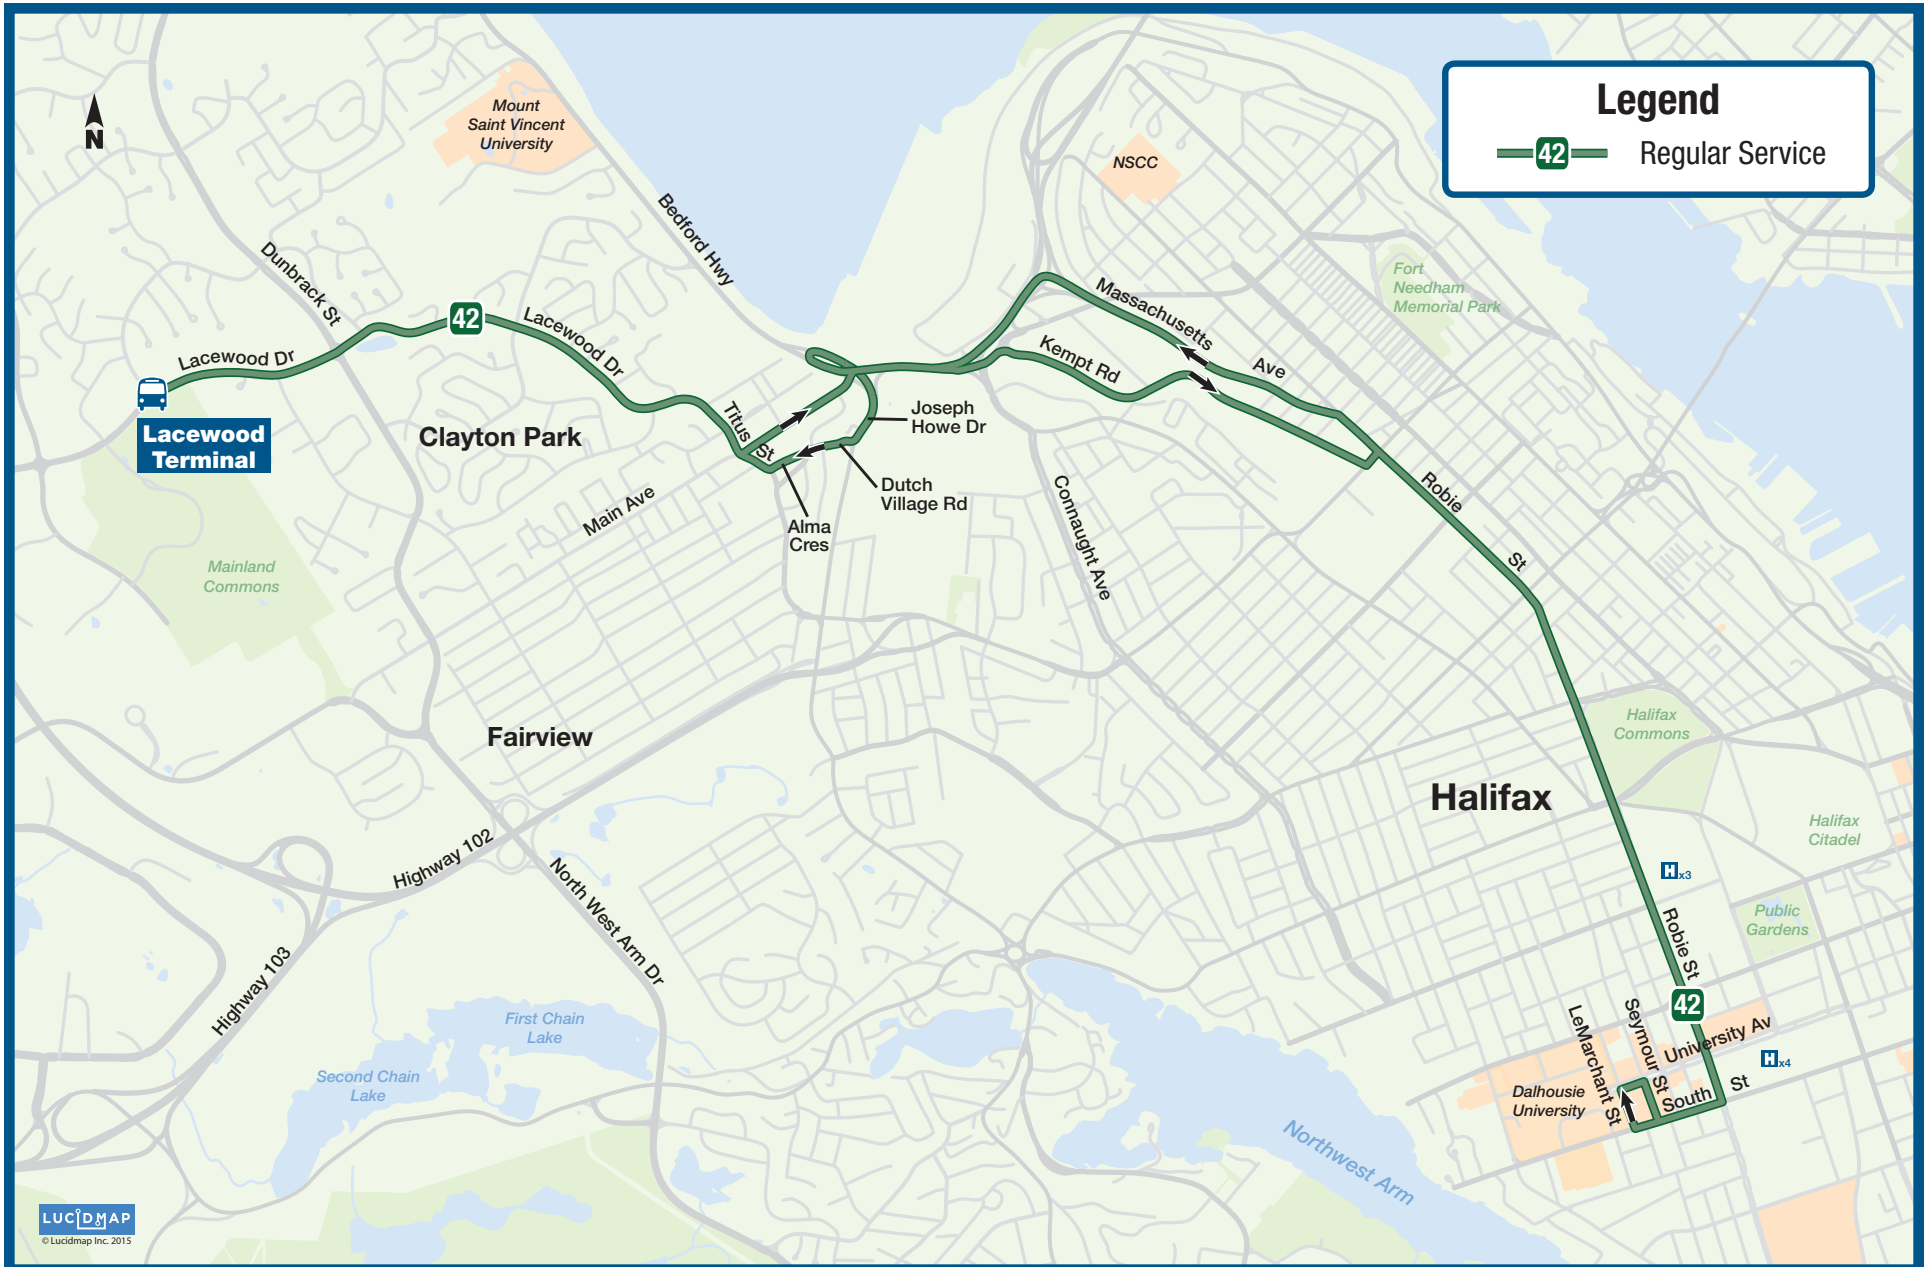 Legend
42 Regular Service
N
Mount
Saint Vincent
University
NSCC
Bedford Hwy
Dunbrack St
Fort
Needham
Memorial Park
Massachusetts
Ave
Kempt Rd
42
Lacewood Dr
Lacewood Dr
Lacewood
Terminal
Clayton Park
Titus
St
Joseph
Howe Dr
Dutch
Village Rd
Alma
Cres
Main Ave
Connaught Ave
Robie
St
Mainland
Commons
Fairview
Halifax
Commons
Halifax
Halifax
Citadel
Highway 102
North West Arm Dr
Highway 103
H x3
Public
Gardens
Robie St
42
LeMarchant St
Seymour St
University Av
H x4
South
St
Dalhousie
University
First Chain
Lake
Second Chain
Lake
Northwest Arm
LUCIDMAP
© Lucidmap Inc. 2015